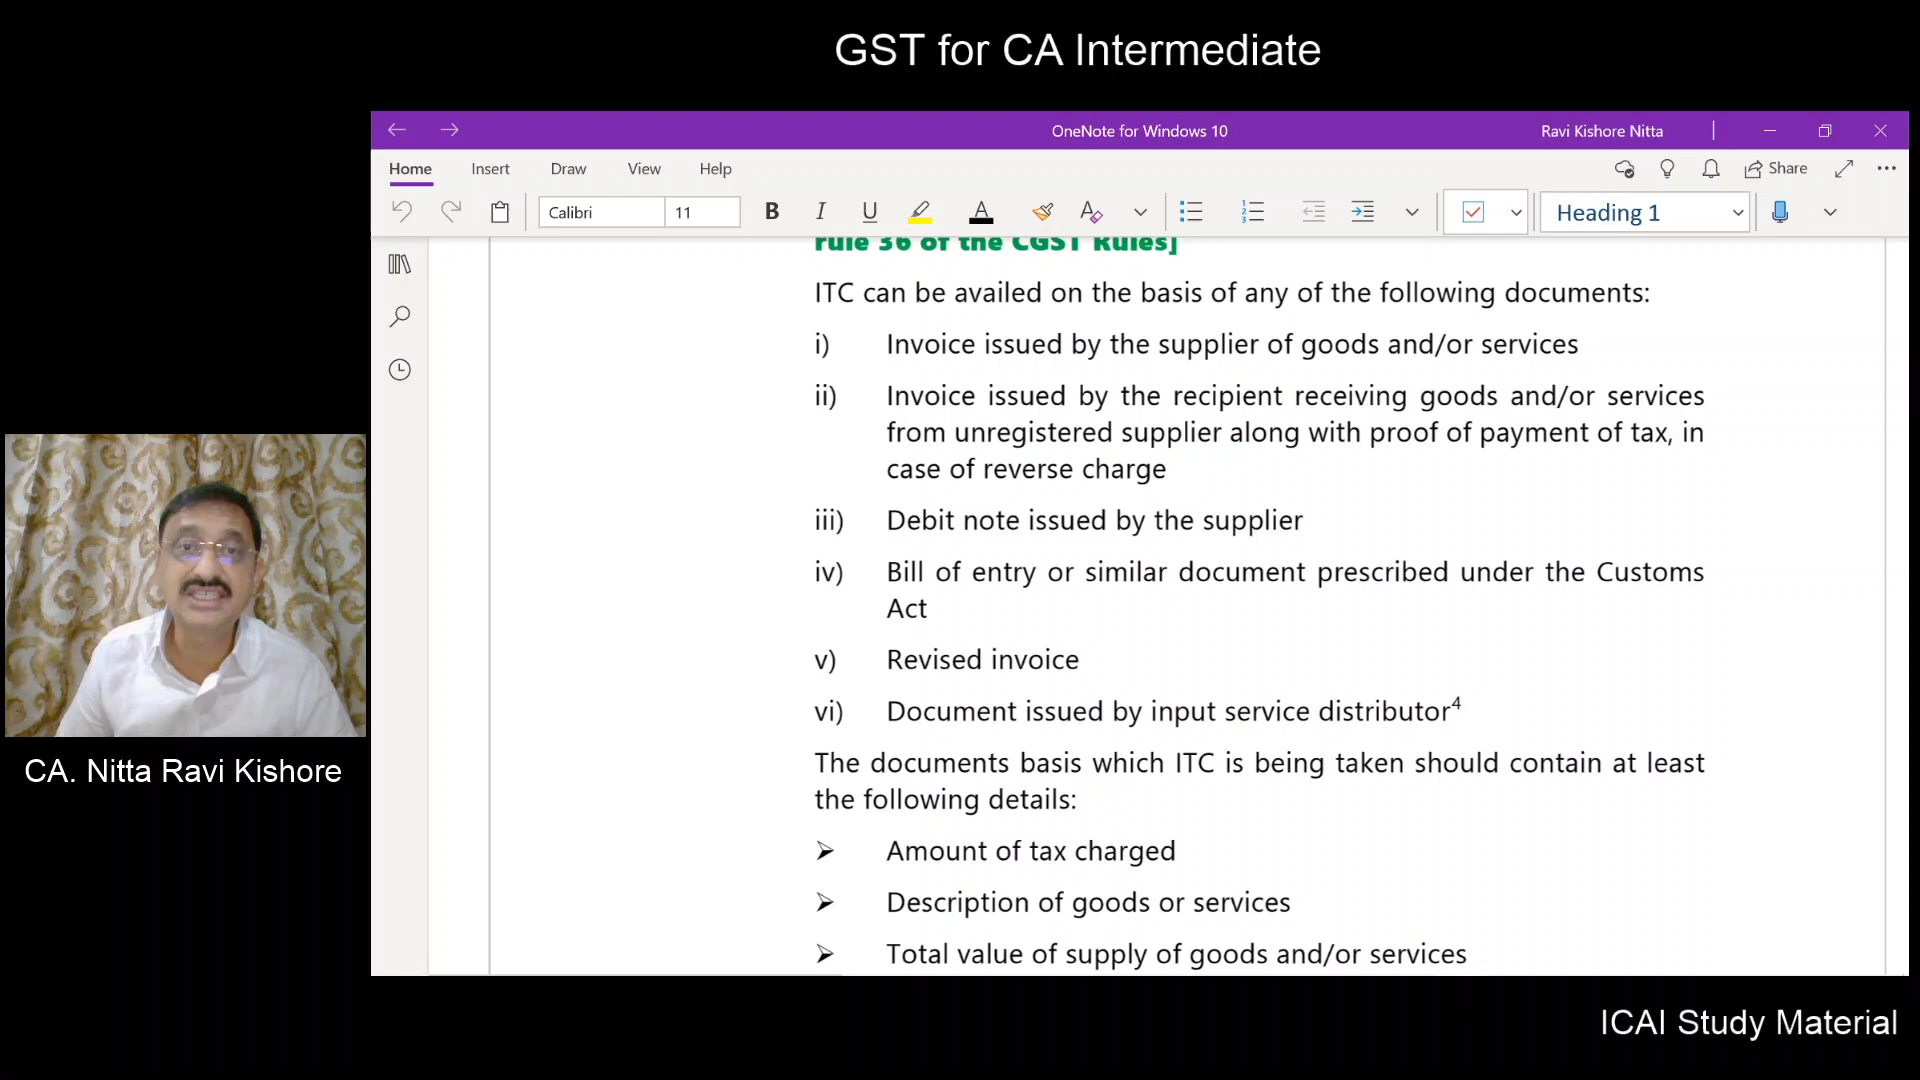 GST for CA Intermediate
OneNote for Windows 10
Ravi Kishore Nitta
Home
Insert
Draw
View
Help
Share
Calibri
11
B
I
U
A
A
Heading 1
rule 36 of the CGST Rules]
ITC can be availed on the basis of any of the following documents:
i) Invoice issued by the supplier of goods and/or services
ii) Invoice issued by the recipient receiving goods and/or services
from unregistered supplier along with proof of payment of tax, in
case of reverse charge
iii) Debit note issued by the supplier
iv) Bill of entry or similar document prescribed under the Customs
Act
v) Revised invoice
vi) Document issued by input service distributor⁴
The documents basis which ITC is being taken should contain at least
the following details:
➢ Amount of tax charged
➢ Description of goods or services
➢ Total value of supply of goods and/or services
CA. Nitta Ravi Kishore
ICAI Study Material